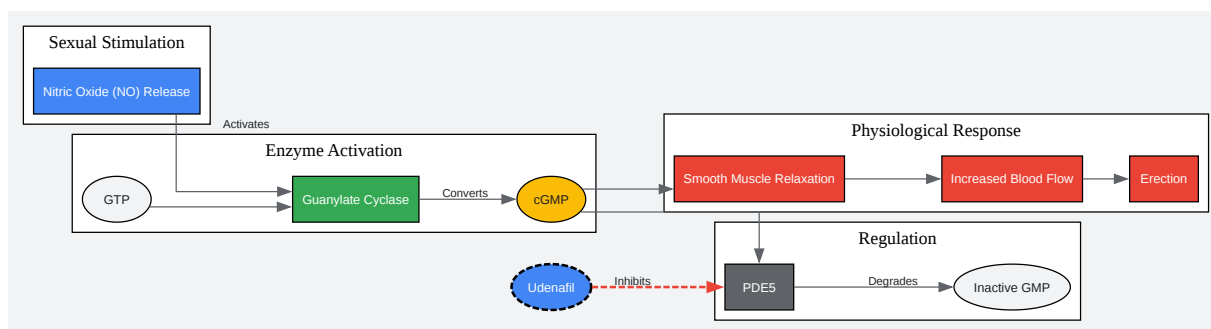 Sexual Stimulation
Nitric Oxide (NO) Release
Activates
Enzyme Activation
GTP
Guanylate Cyclase
Converts
cGMP
Physiological Response
Smooth Muscle Relaxation
Increased Blood Flow
Erection
Regulation
Udenafil
Inhibits
PDE5
Degrades
Inactive GMP